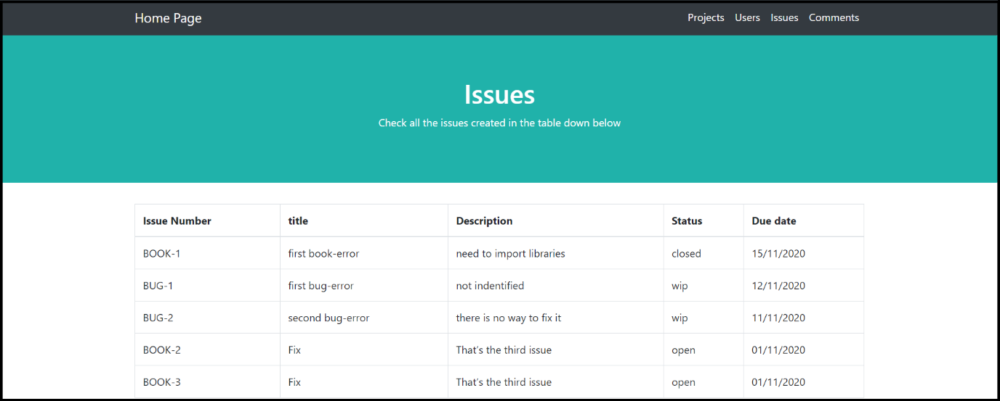 Home Page Projects Users Issues Comments
Issues
Check all the issues created in the table down below
Issue Number title Description Status Due date
BOOK-1 first book-error need to import libraries closed 15/11/2020
BUG-1 first bug-error not indentified wip 12/11/2020
BUG-2 second bug-error there is no way to fix it wip 11/11/2020
BOOK-2 Fix That's the third issue open 01/11/2020
BOOK-3 Fix That's the third issue open 01/11/2020